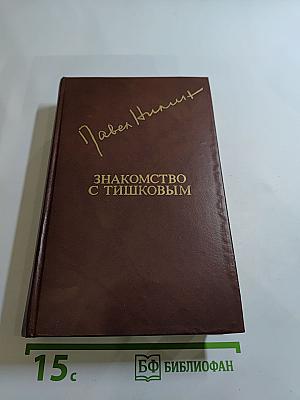 Павел Нилин
ЗНАКОМСТВО
С ТИШКОВЫМ
15с
БФ БИБЛИОФАН